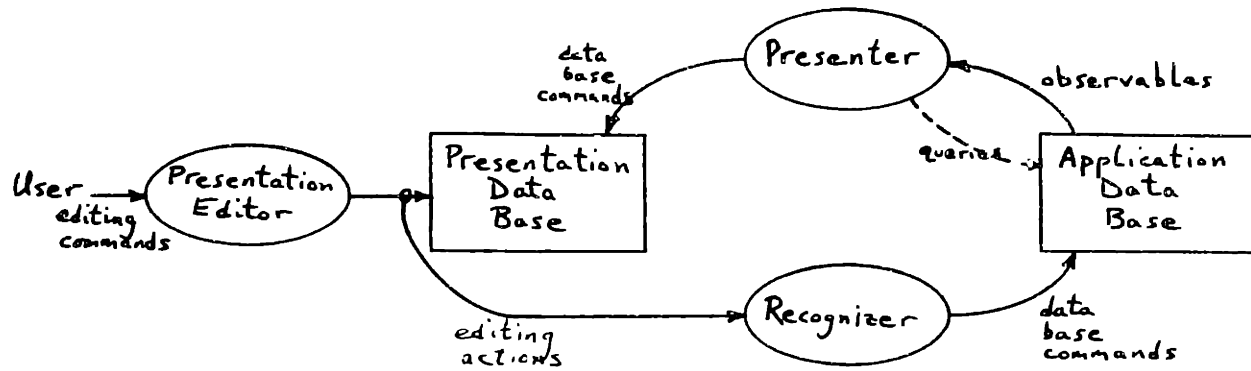 data
base
commands
Presenter
observables
queries
User
editing
commands
Presentation
Editor
Presentation
Data
Base
Application
Data
Base
editing
actions
Recognizer
data
base
commands